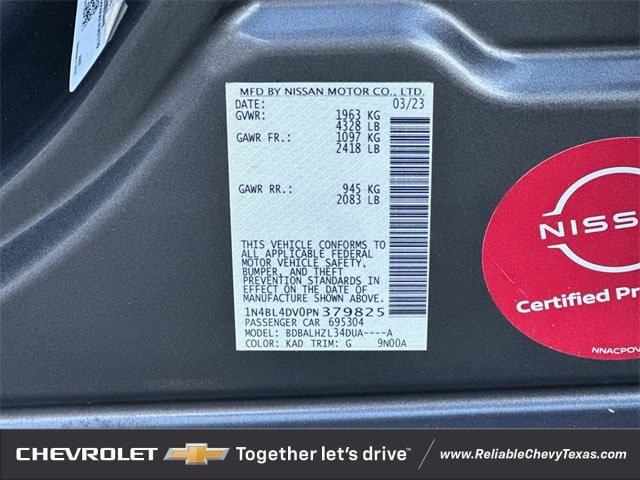 MFD BY NISSAN MOTOR CO., LTD.
DATE: 03/23
GVWR: 1963 KG
4328 LB
GAWR FR.: 1097 KG
2418 LB
GAWR RR.: 945 KG
2083 LB
THIS VEHICLE CONFORMS TO
ALL APPLICABLE FEDERAL
MOTOR VEHICLE SAFETY,
BUMPER, AND THEFT
PREVENTION STANDARDS IN
EFFECT ON THE DATE OF
MANUFACTURE SHOWN ABOVE.
1N4BL4DV0PN379825
PASSENGER CAR 695304
MODEL: BDBALHZL34DUA----A
COLOR: KAD TRIM: G 9N00A
NISS
Certified Pr
NNACPOV
CHEVROLET Together let's drive™ www.ReliableChevyTexas.com